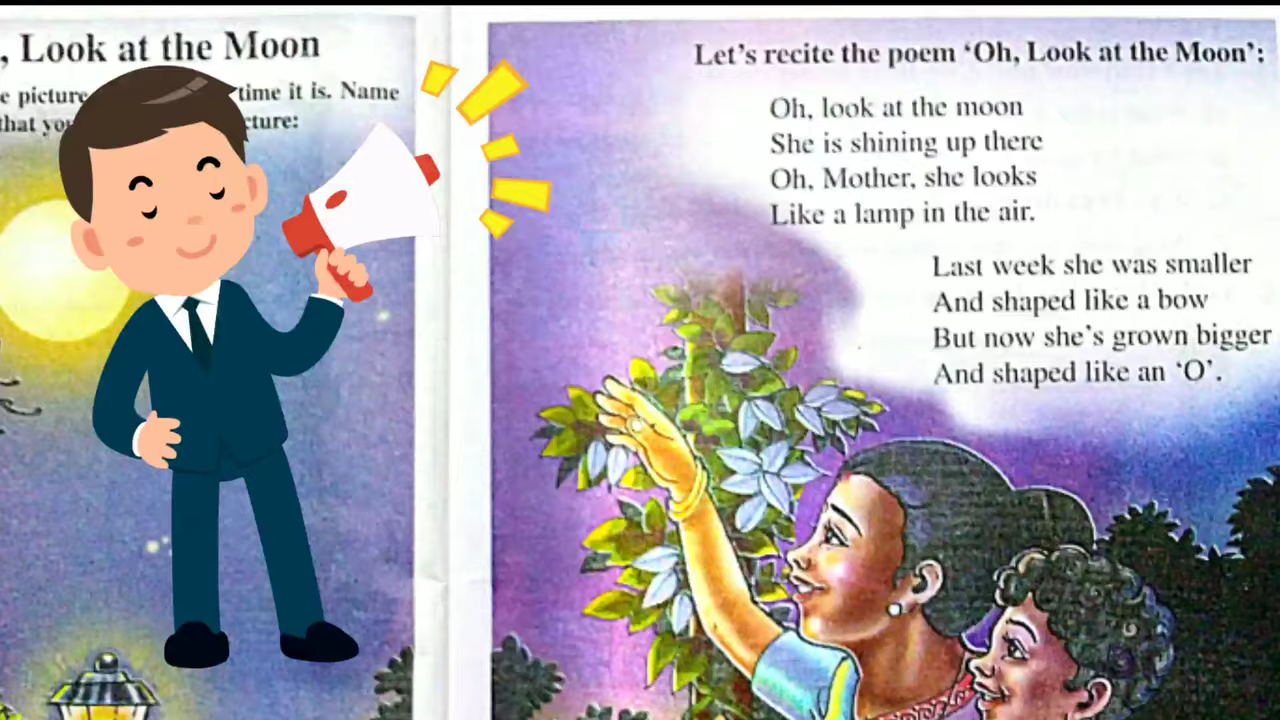 , Look at the Moon
e picture time it is. Name
that you cture:
Let's recite the poem ‘Oh, Look at the Moon’:
Oh, look at the moon
She is shining up there
Oh, Mother, she looks
Like a lamp in the air.
Last week she was smaller
And shaped like a bow
But now she's grown bigger
And shaped like an ‘O’.